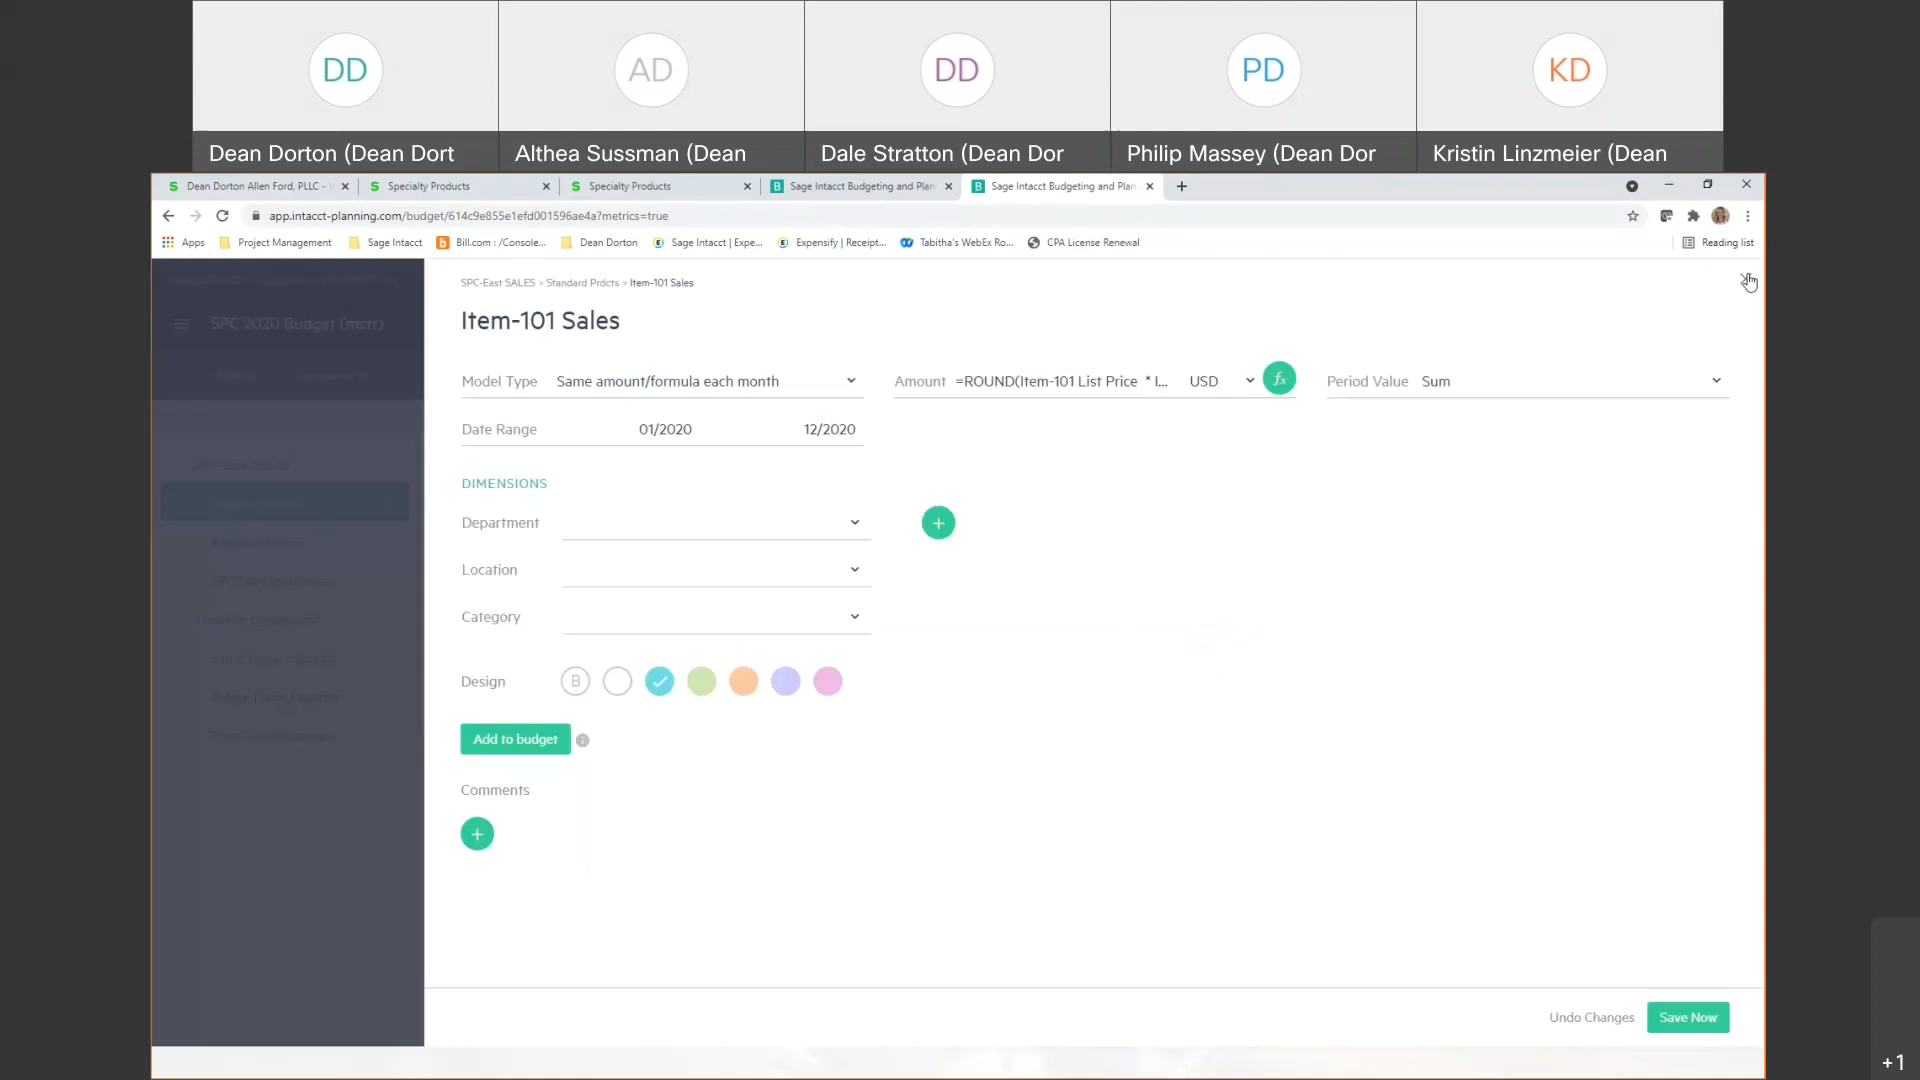 DD
AD
DD
PD
KD
Dean Dorton (Dean Dort
Althea Sussman (Dean
Dale Stratton (Dean Dor
Philip Massey (Dean Dor
Kristin Linzmeier (Dean
Dean Dorton Allen Ford, PLLC -
Specialty Products
Specialty Products
Sage Intacct Budgeting and Plan
Sage Intacct Budgeting and Plan
app.intacct-planning.com/budget/614c9e855e1efd001596ae4a?metrics=true
Apps
Project Management
Sage Intacct
Bill.com : /Console...
Dean Dorton
Sage Intacct | Expe...
Expensify | Receipt...
Tabitha's WebEx Ro...
CPA License Renewal
Reading list
SPC 2020 Budget (mstr)
SPC-East SALES > Standard Prdcts > Item-101 Sales
Item-101 Sales
Model Type Same amount/formula each month
Amount =ROUND(Item-101 List Price * I... USD fx
Period Value Sum
Date Range 01/2020 12/2020
DIMENSIONS
Department
Location
Category
Design B
Add to budget
Comments
Undo Changes
Save Now
+1